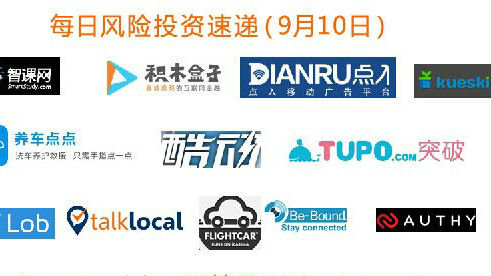 每日风险投资速递(9月10日)
智课网
SmartStudy.com
积木盒子
DIANRU点入
点入移动广告平台
kueski
养车点点
洗车养护救援 只需手指点一点
TUPO.COM突破
Lob
talklocal
FLIGHTCAR
Be-Bound
Stay connected
AUTHY